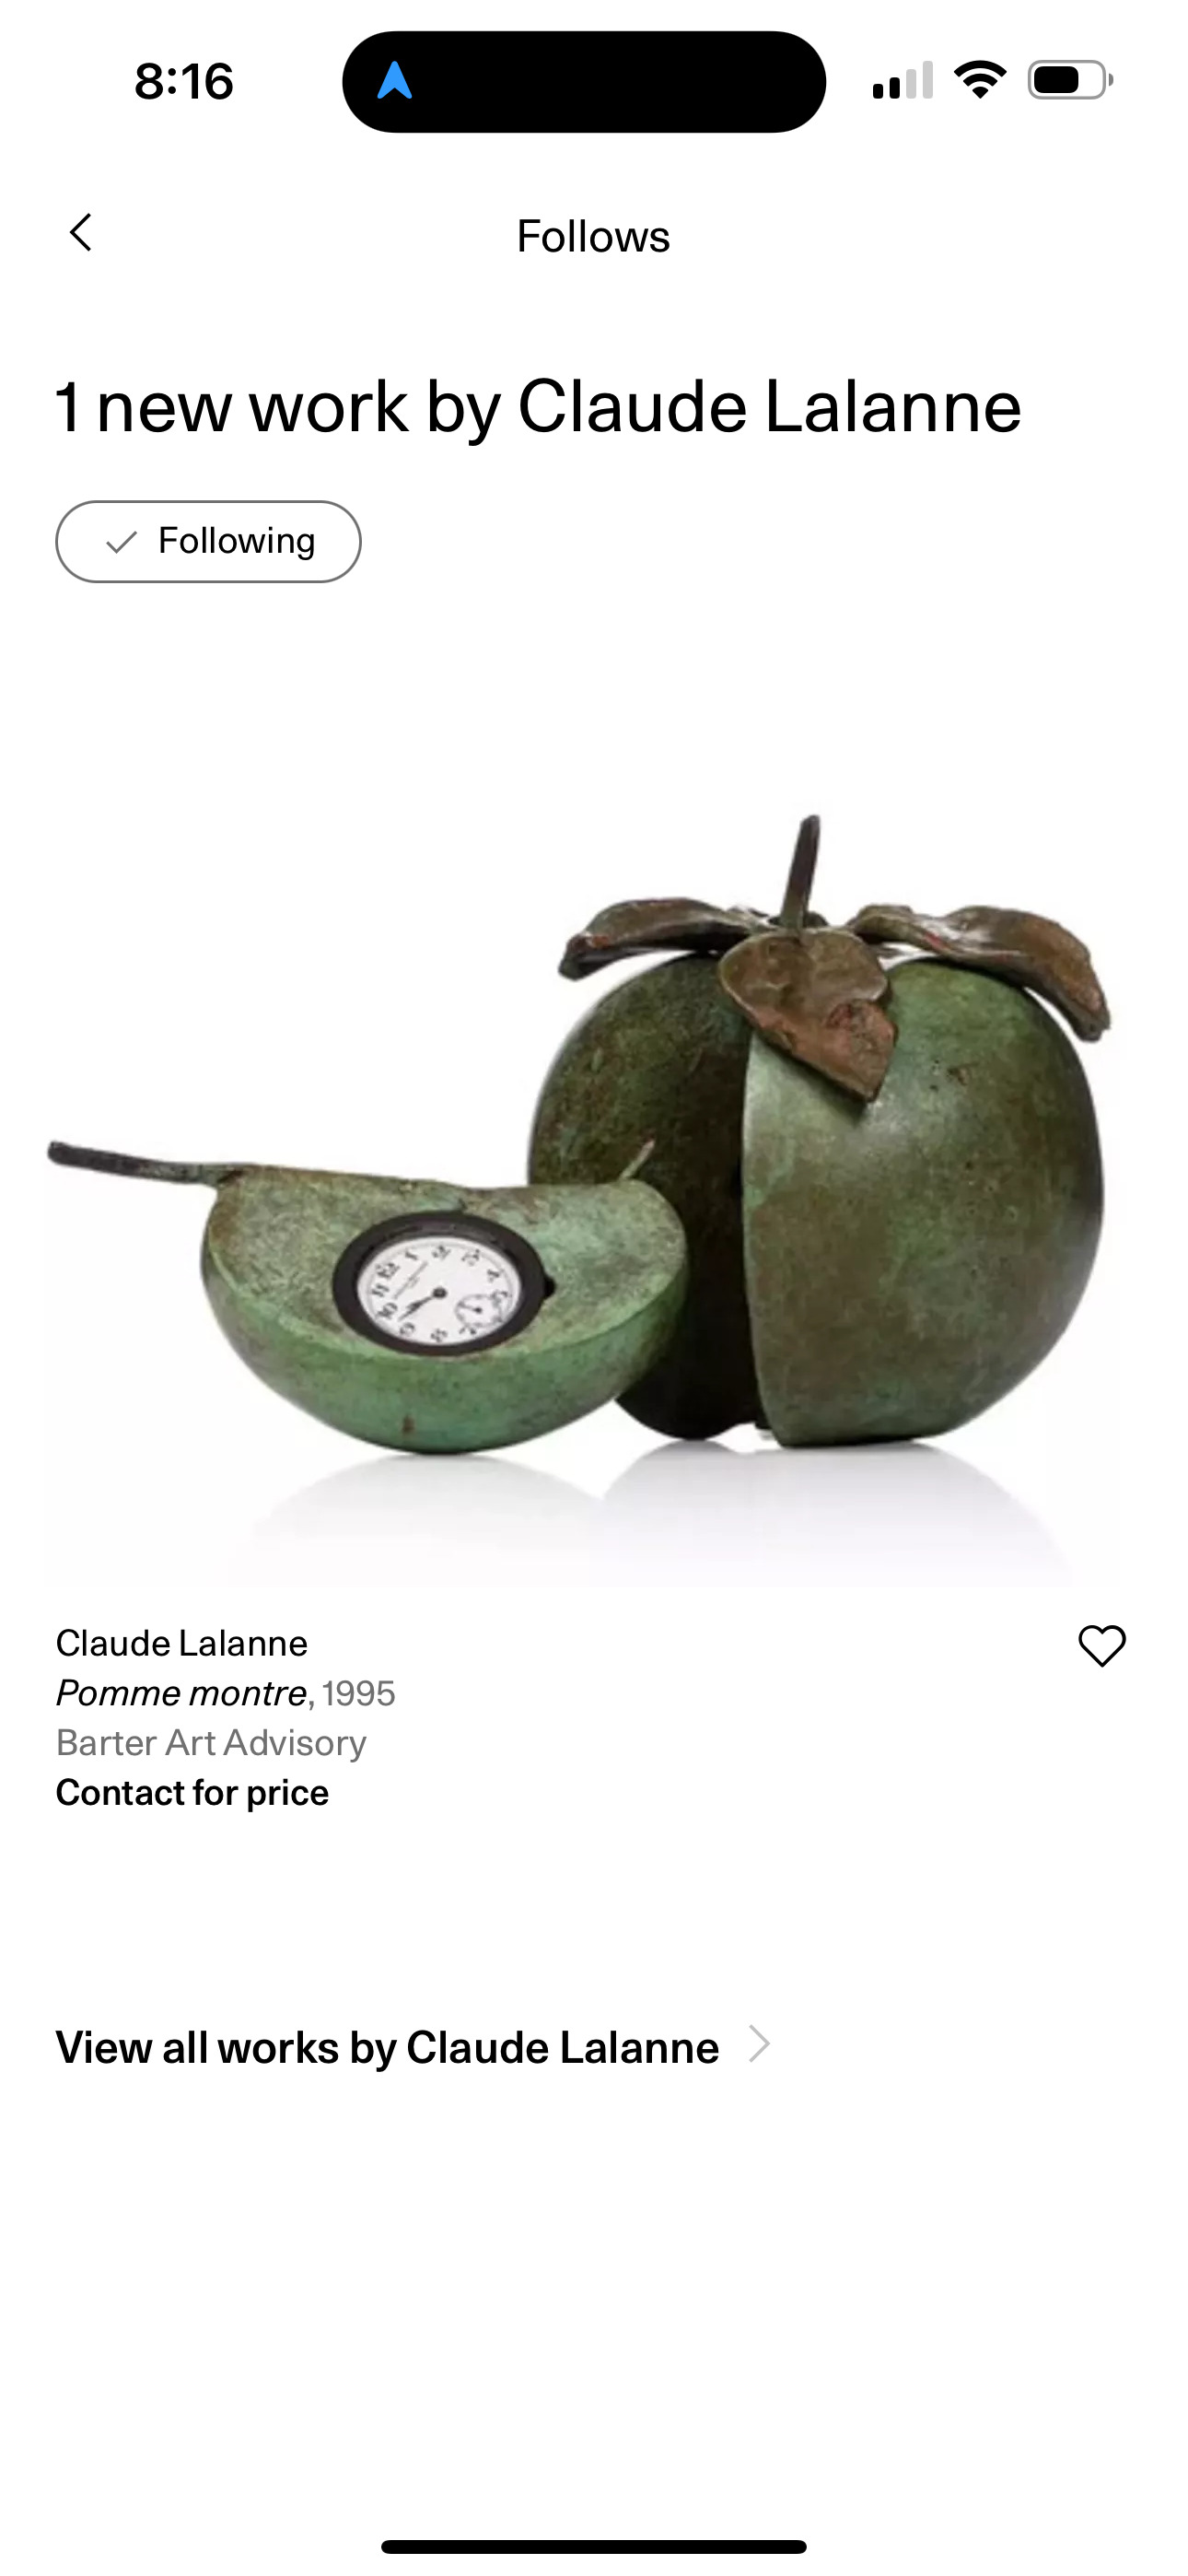 8:16
Follows
1 new work by Claude Lalanne
Following
Claude Lalanne
Pomme montre, 1995
Barter Art Advisory
Contact for price
View all works by Claude Lalanne